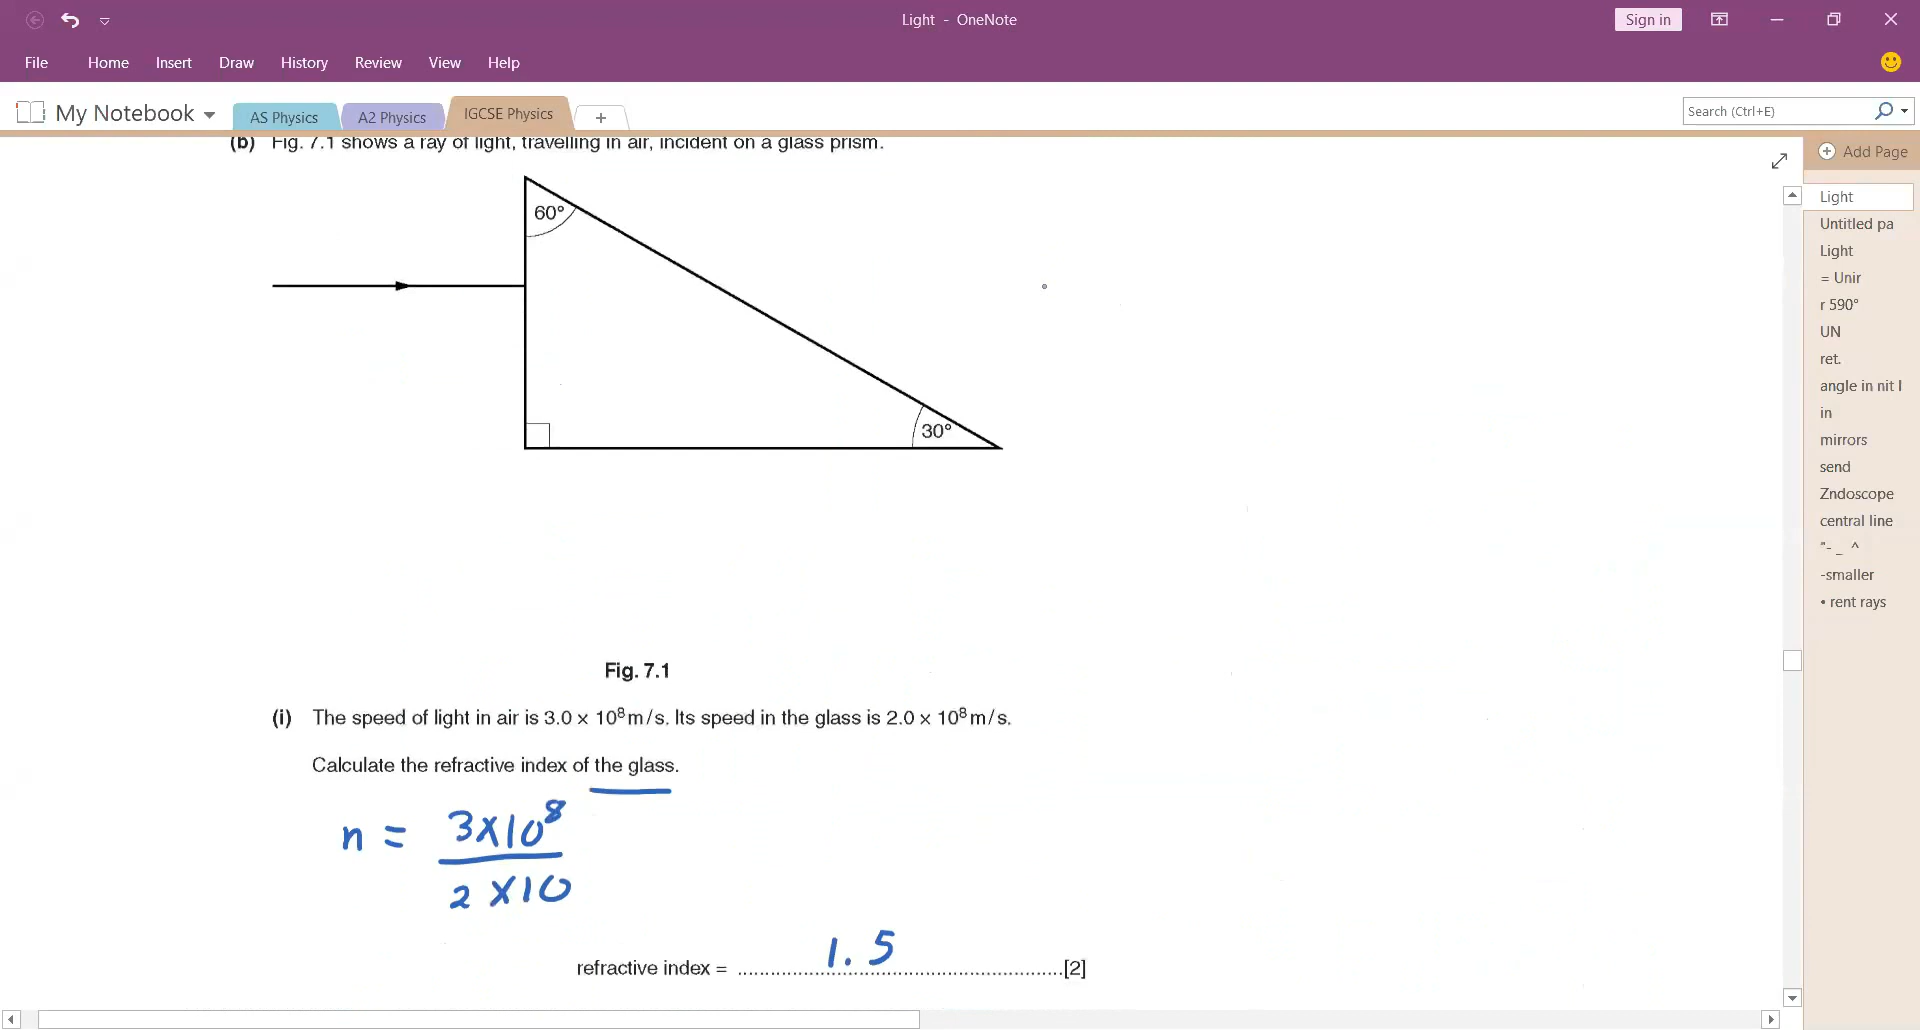 Light - OneNote
Sign in
File Home Insert Draw History Review View Help
My Notebook
AS Physics
A2 Physics
IGCSE Physics
+
Search (Ctrl+E)
Add Page
Light
Untitled pa
Light
= Unir
r 590°
UN
ret.
angle in nit I
in
mirrors
send
Zndoscope
central line
"- _ ^
-smaller
• rent rays
(b) Fig. 7.1 shows a ray of light, travelling in air, incident on a glass prism.
60°
30°
Fig. 7.1
(i) The speed of light in air is 3.0 × 10⁸ m/s. Its speed in the glass is 2.0 × 10⁸ m/s.
Calculate the refractive index of the glass.
n = 3×10⁸
2 ×10
1.5
refractive index = ............................................................[2]